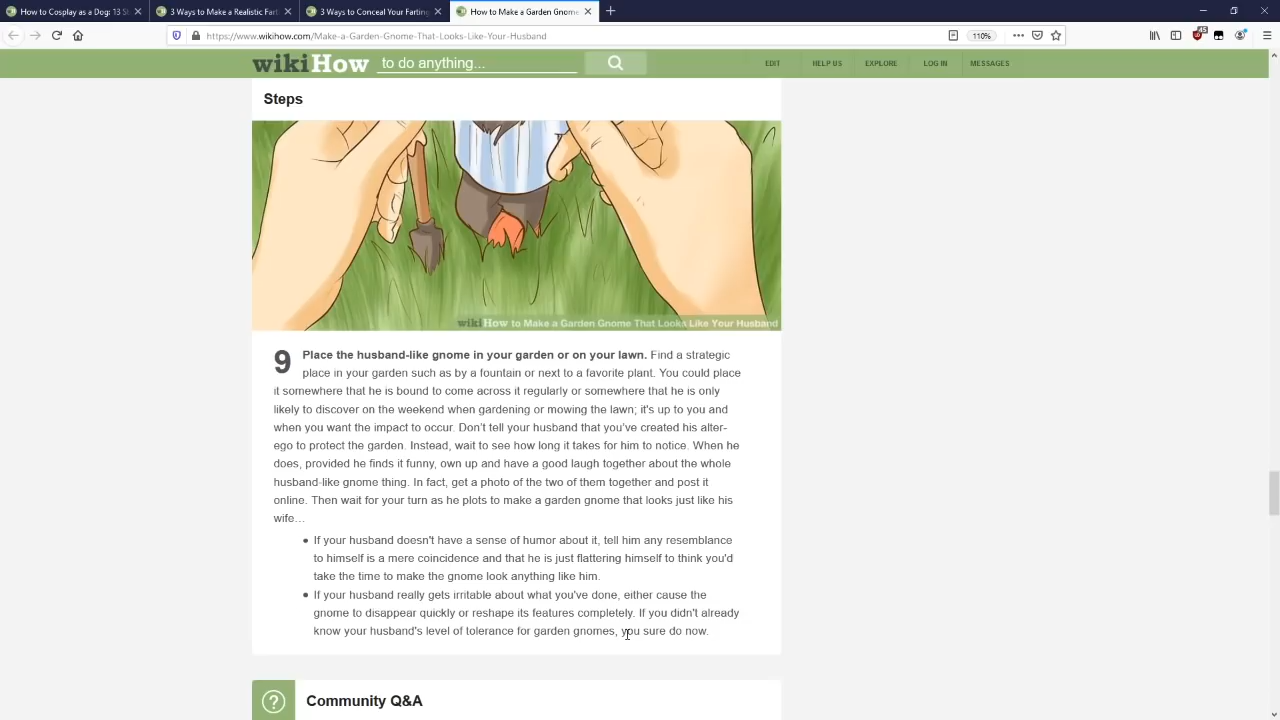 How to Cosplay as a Dog: 13 St
3 Ways to Make a Realistic Fart
3 Ways to Conceal Your Farting
How to Make a Garden Gnome
https://www.wikihow.com/Make-a-Garden-Gnome-That-Looks-Like-Your-Husband
110%
wikiHow to do anything...
EDIT
HELP US
EXPLORE
LOG IN
MESSAGES
Steps
wikiHow to Make a Garden Gnome That Looks Like Your Husband
9 Place the husband-like gnome in your garden or on your lawn. Find a strategic
place in your garden such as by a fountain or next to a favorite plant. You could place
it somewhere that he is bound to come across it regularly or somewhere that he is only
likely to discover on the weekend when gardening or mowing the lawn; it's up to you and
when you want the impact to occur. Don’t tell your husband that you’ve created his alter-
ego to protect the garden. Instead, wait to see how long it takes for him to notice. When he
does, provided he finds it funny, own up and have a good laugh together about the whole
husband-like gnome thing. In fact, get a photo of the two of them together and post it
online. Then wait for your turn as he plots to make a garden gnome that looks just like his
wife…
If your husband doesn't have a sense of humor about it, tell him any resemblance
to himself is a mere coincidence and that he is just flattering himself to think you'd
take the time to make the gnome look anything like him.
If your husband really gets irritable about what you've done, either cause the
gnome to disappear quickly or reshape its features completely. If you didn't already
know your husband's level of tolerance for garden gnomes, you sure do now.
Community Q&A